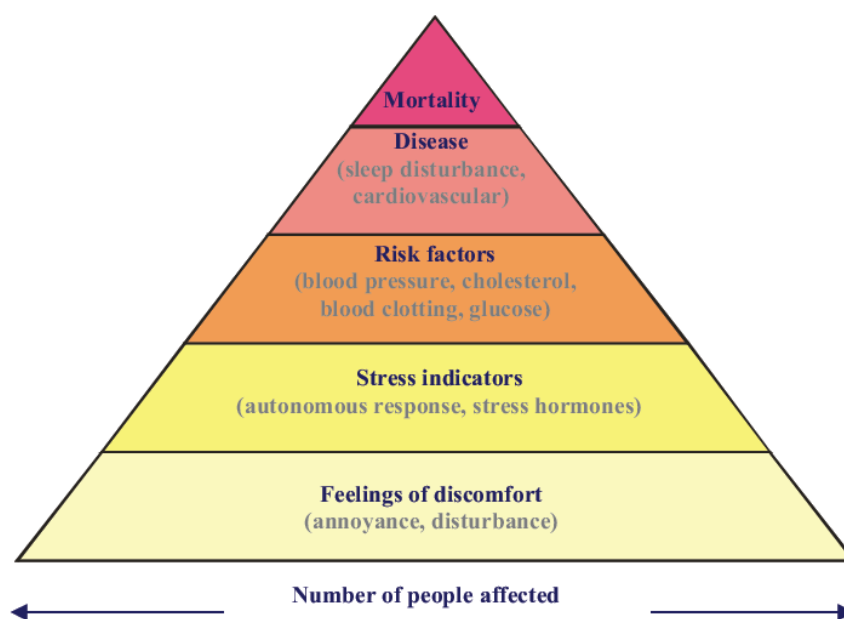 Mortality
Disease
(sleep disturbance,
cardiovascular)
Risk factors
(blood pressure, cholesterol,
blood clotting, glucose)
Stress indicators
(autonomous response, stress hormones)
Feelings of discomfort
(annoyance, disturbance)
Number of people affected